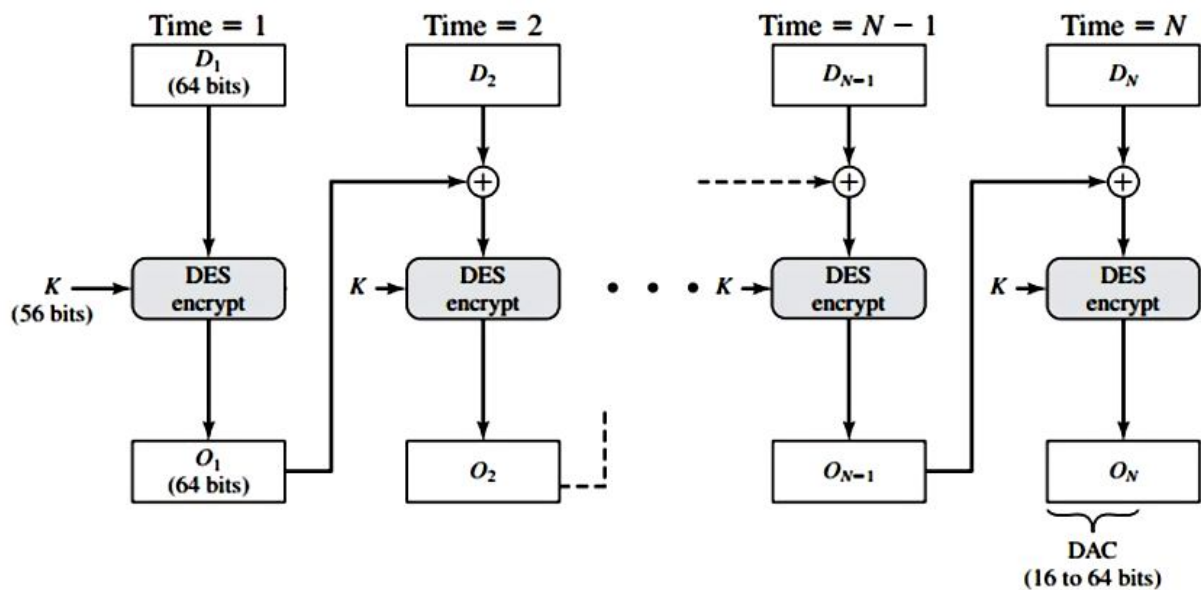 Time = 1
Time = 2
Time = N − 1
Time = N
D₁
(64 bits)
D₂
Dₙ₋₁
Dₙ
+
+
+
K
(56 bits)
DES
encrypt
K
DES
encrypt
• • •
K
DES
encrypt
K
DES
encrypt
O₁
(64 bits)
O₂
Oₙ₋₁
Oₙ
DAC
(16 to 64 bits)